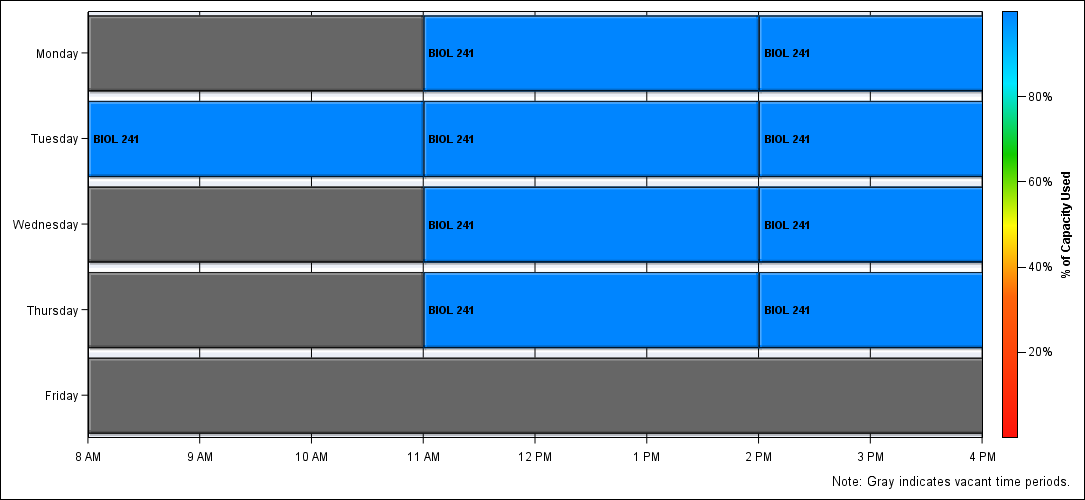 Monday
BIOL 241
BIOL 241
Tuesday
BIOL 241
BIOL 241
BIOL 241
Wednesday
BIOL 241
BIOL 241
Thursday
BIOL 241
BIOL 241
Friday
8 AM
9 AM
10 AM
11 AM
12 PM
1 PM
2 PM
3 PM
4 PM
80%
60%
40%
20%
% of Capacity Used
Note: Gray indicates vacant time periods.